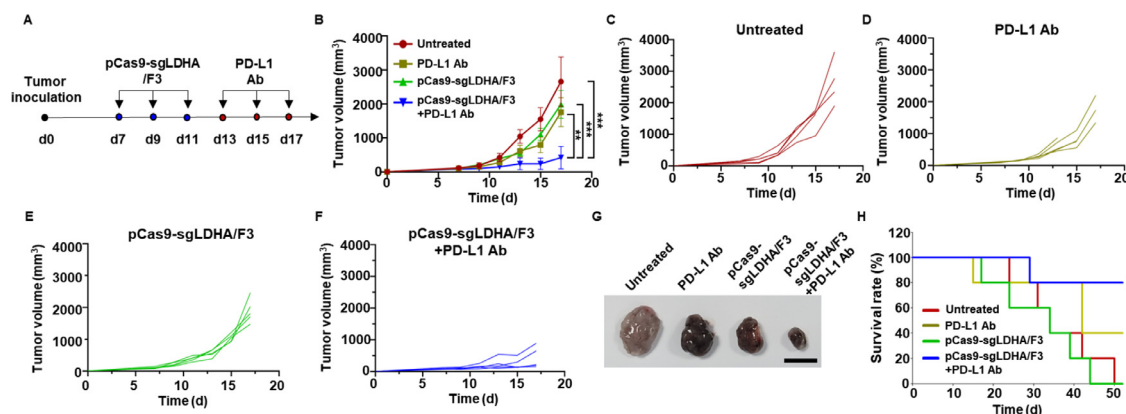 A
pCas9-sgLDHA
/F3
PD-L1
Ab
Tumor
inoculation
d0
d7
d9
d11
d13
d15
d17
B
Tumor volume (mm³)
4000
3000
2000
1000
0
0
5
10
15
20
Time (d)
Untreated
PD-L1 Ab
pCas9-sgLDHA/F3
pCas9-sgLDHA/F3
+PD-L1 Ab
**
***
***
C
Untreated
Tumor volume (mm³)
4000
3000
2000
1000
0
0
5
10
15
20
Time (d)
D
PD-L1 Ab
Tumor volume (mm³)
4000
3000
2000
1000
0
0
5
10
15
20
Time (d)
E
pCas9-sgLDHA/F3
Tumor volume (mm³)
4000
3000
2000
1000
0
0
5
10
15
20
Time (d)
F
pCas9-sgLDHA/F3
+PD-L1 Ab
Tumor volume (mm³)
4000
3000
2000
1000
0
0
5
10
15
20
Time (d)
G
Untreated
PD-L1 Ab
pCas9-
sgLDHA/F3
pCas9-
sgLDHA/F3
+PD-L1 Ab
H
Survival rate (%)
120
100
80
60
40
20
0
0
20
40
Time (d)
Untreated
PD-L1 Ab
pCas9-sgLDHA/F3
pCas9-sgLDHA/F3
+PD-L1 Ab